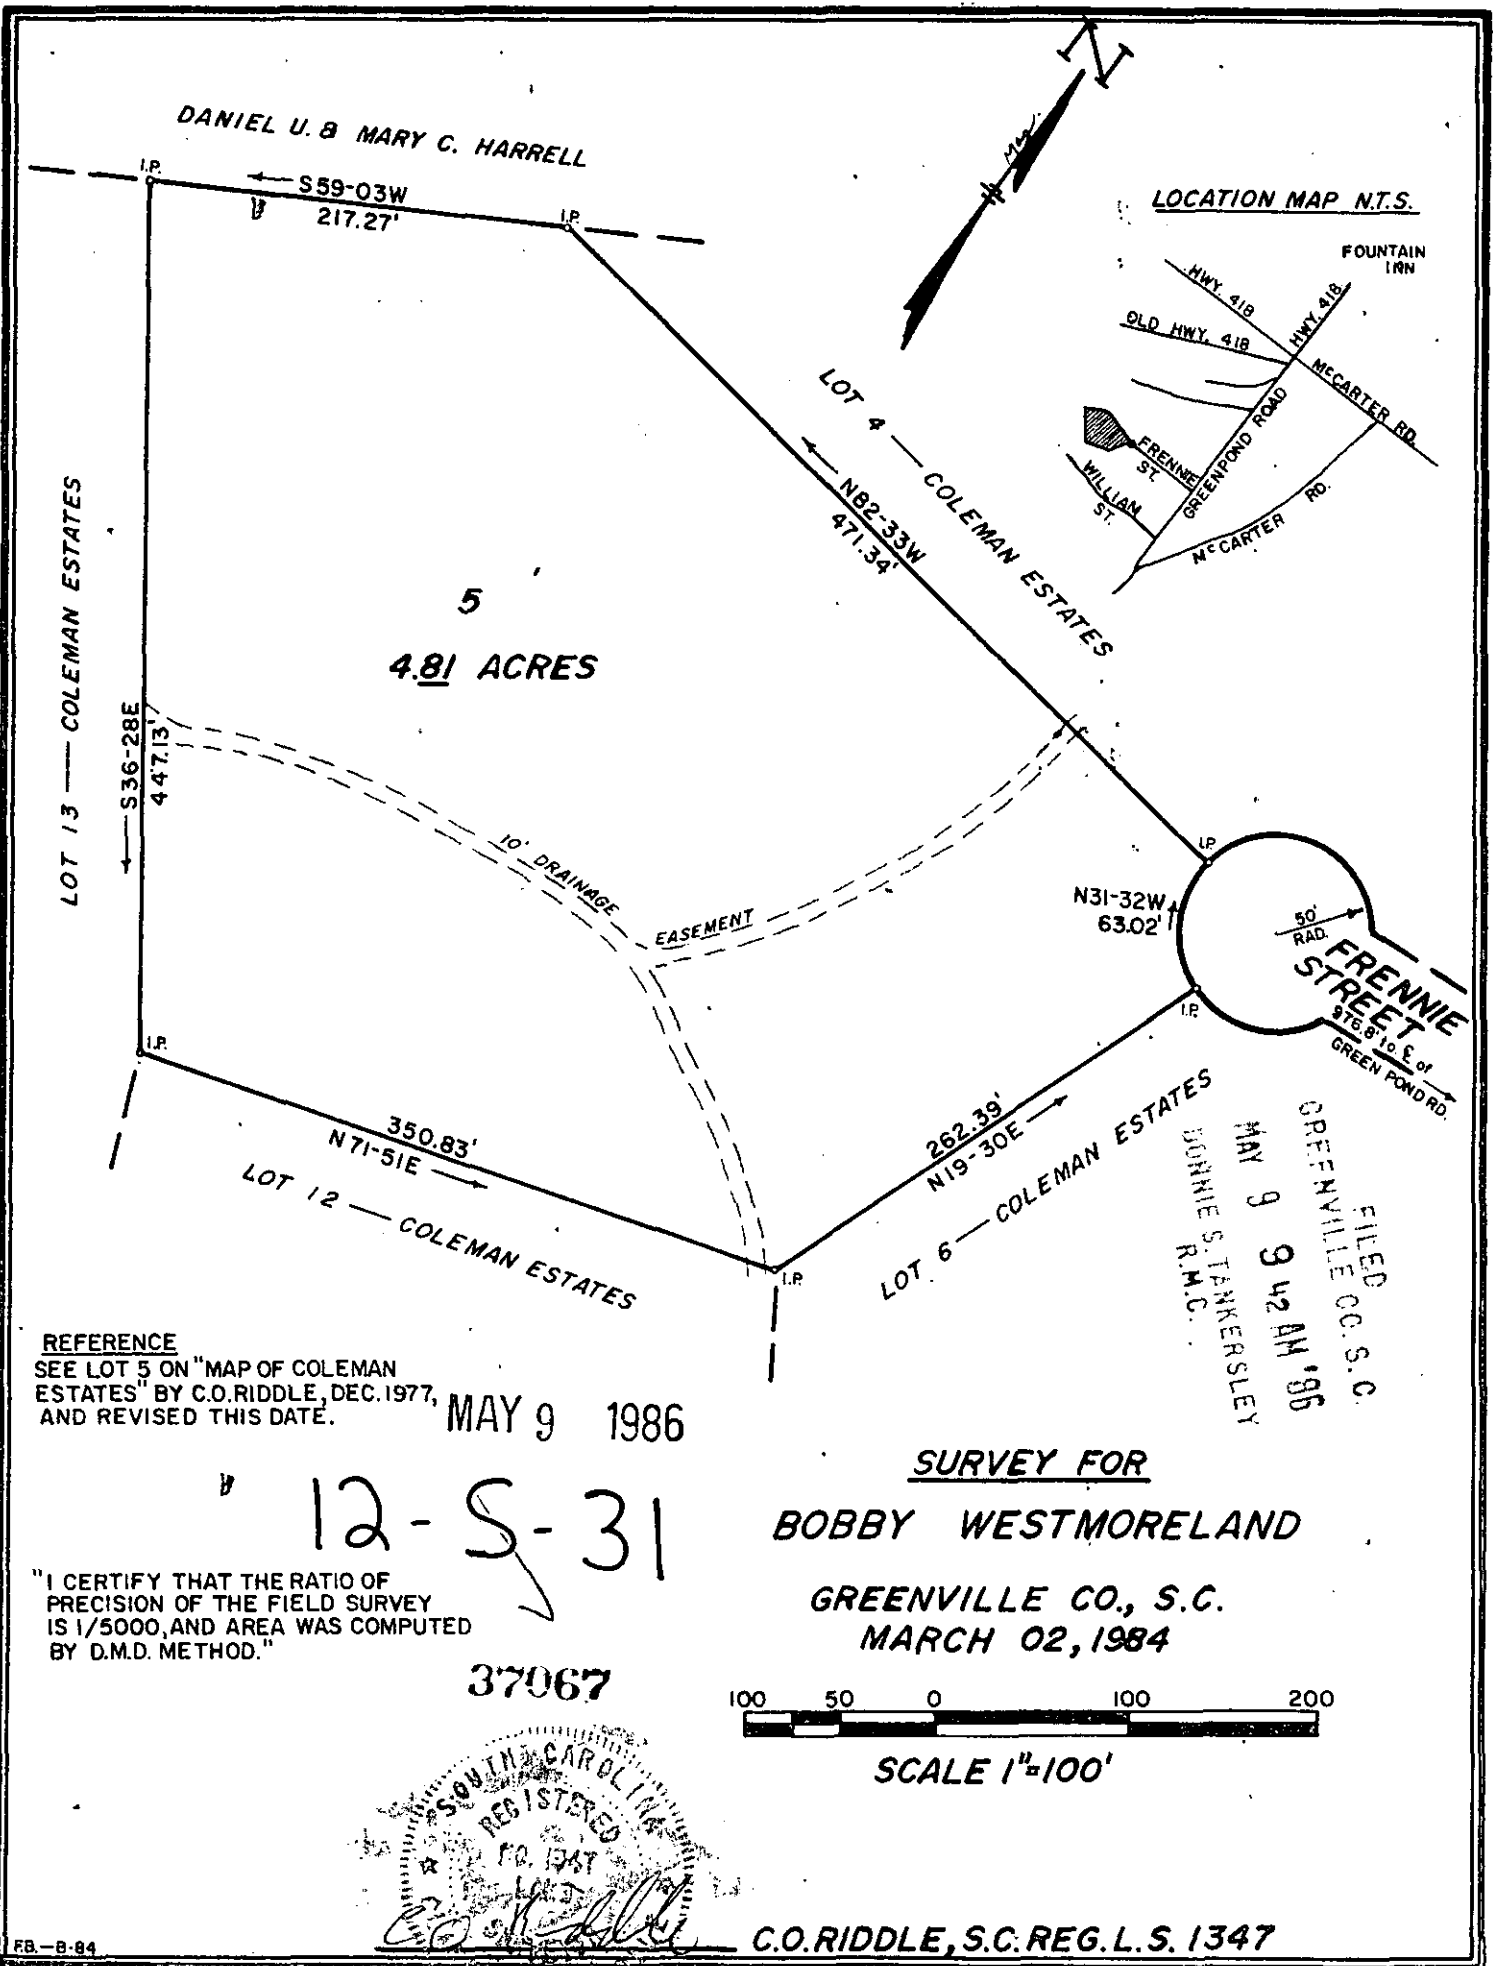 N
Mag.
DANIEL U. & MARY C. HARRELL
I.P.
S59-03W
217.27'
I.P.
LOCATION MAP N.T.S.
FOUNTAIN
INN
HWY. 418
HWY. 418
OLD HWY. 418
McCARTER RD.
GREENPOND ROAD
FRENNIE
ST.
WILLIAM
ST.
McCARTER RD.
LOT 4 — COLEMAN ESTATES
N82-33W
471.34'
LOT 13 — COLEMAN ESTATES
S36-28E
447.13'
5
4.81 ACRES
10' DRAINAGE
EASEMENT
I.P.
N31-32W
63.02'
50'
RAD.
FRENNIE
STREET
976.8' to ℄ of
GREEN POND RD.
I.P.
I.P.
350.83'
N71-51E
262.39'
N19-30E
LOT 12 — COLEMAN ESTATES
I.P.
LOT 6 — COLEMAN ESTATES
FILED
GREENVILLE CO. S. C.
MAY 9 9 42 AM '86
DONNIE S. TANKERSLEY
R.M.C.
REFERENCE
SEE LOT 5 ON "MAP OF COLEMAN
ESTATES" BY C.O.RIDDLE, DEC. 1977,
AND REVISED THIS DATE.
MAY 9 1986
12-S-31
"I CERTIFY THAT THE RATIO OF
PRECISION OF THE FIELD SURVEY
IS 1/5000, AND AREA WAS COMPUTED
BY D.M.D. METHOD."
37067
SURVEY FOR
BOBBY WESTMORELAND
GREENVILLE CO., S.C.
MARCH 02, 1984
100 50 0 100 200
SCALE 1"=100'
SOUTH CAROLINA
REGISTERED
NO. 1347
C.O. Riddle
C.O. RIDDLE, S.C. REG. L.S. 1347
F.B.-B-84